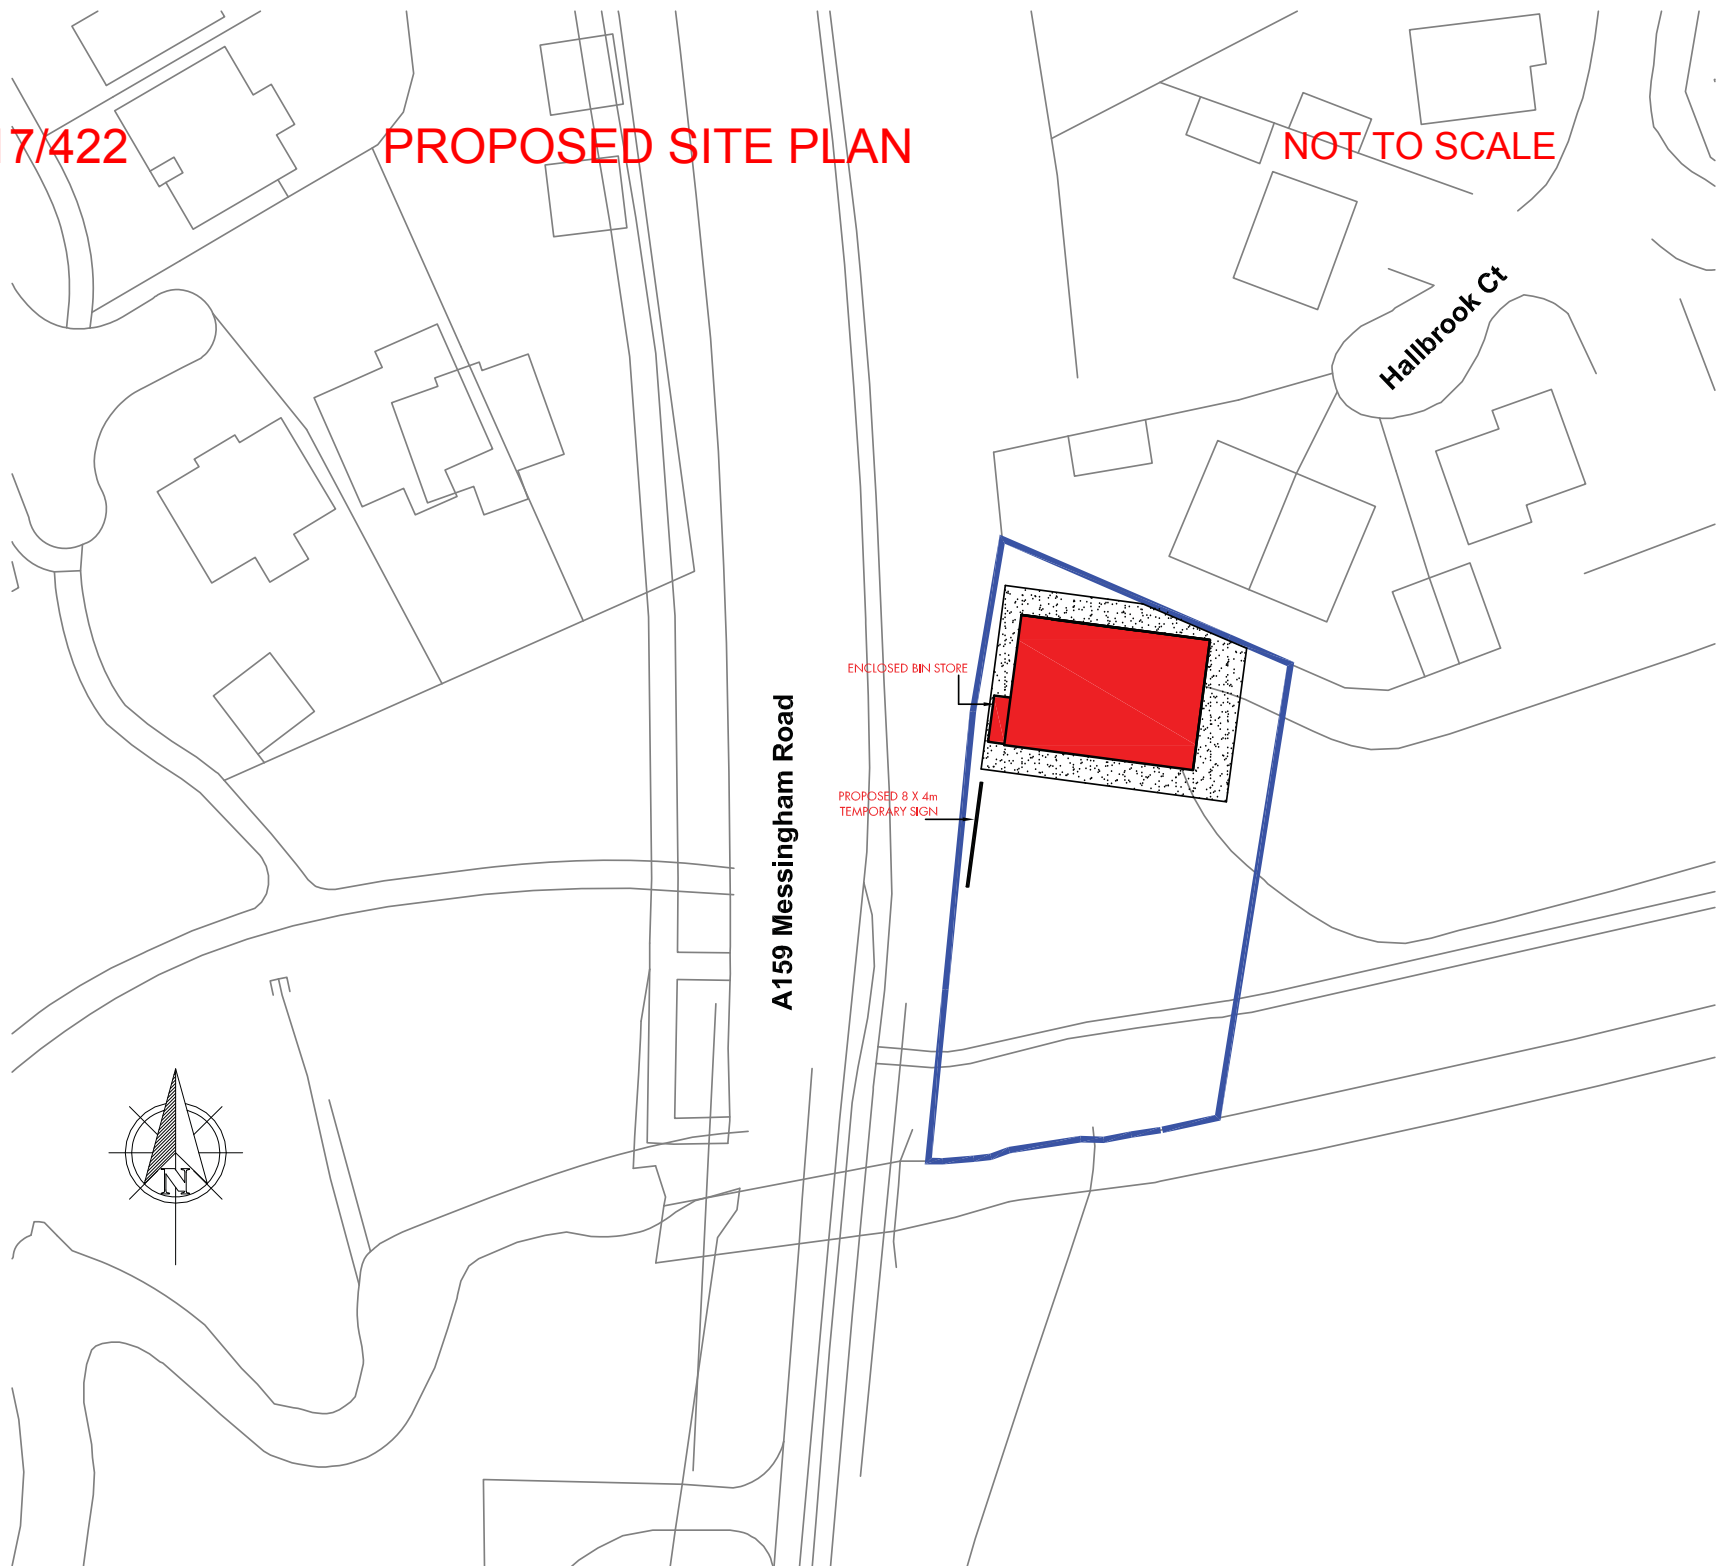 17/422
PROPOSED SITE PLAN
NOT TO SCALE
Hallbrook Ct
ENCLOSED BIN STORE
A159 Messingham Road
PROPOSED 8 X 4m
TEMPORARY SIGN
N